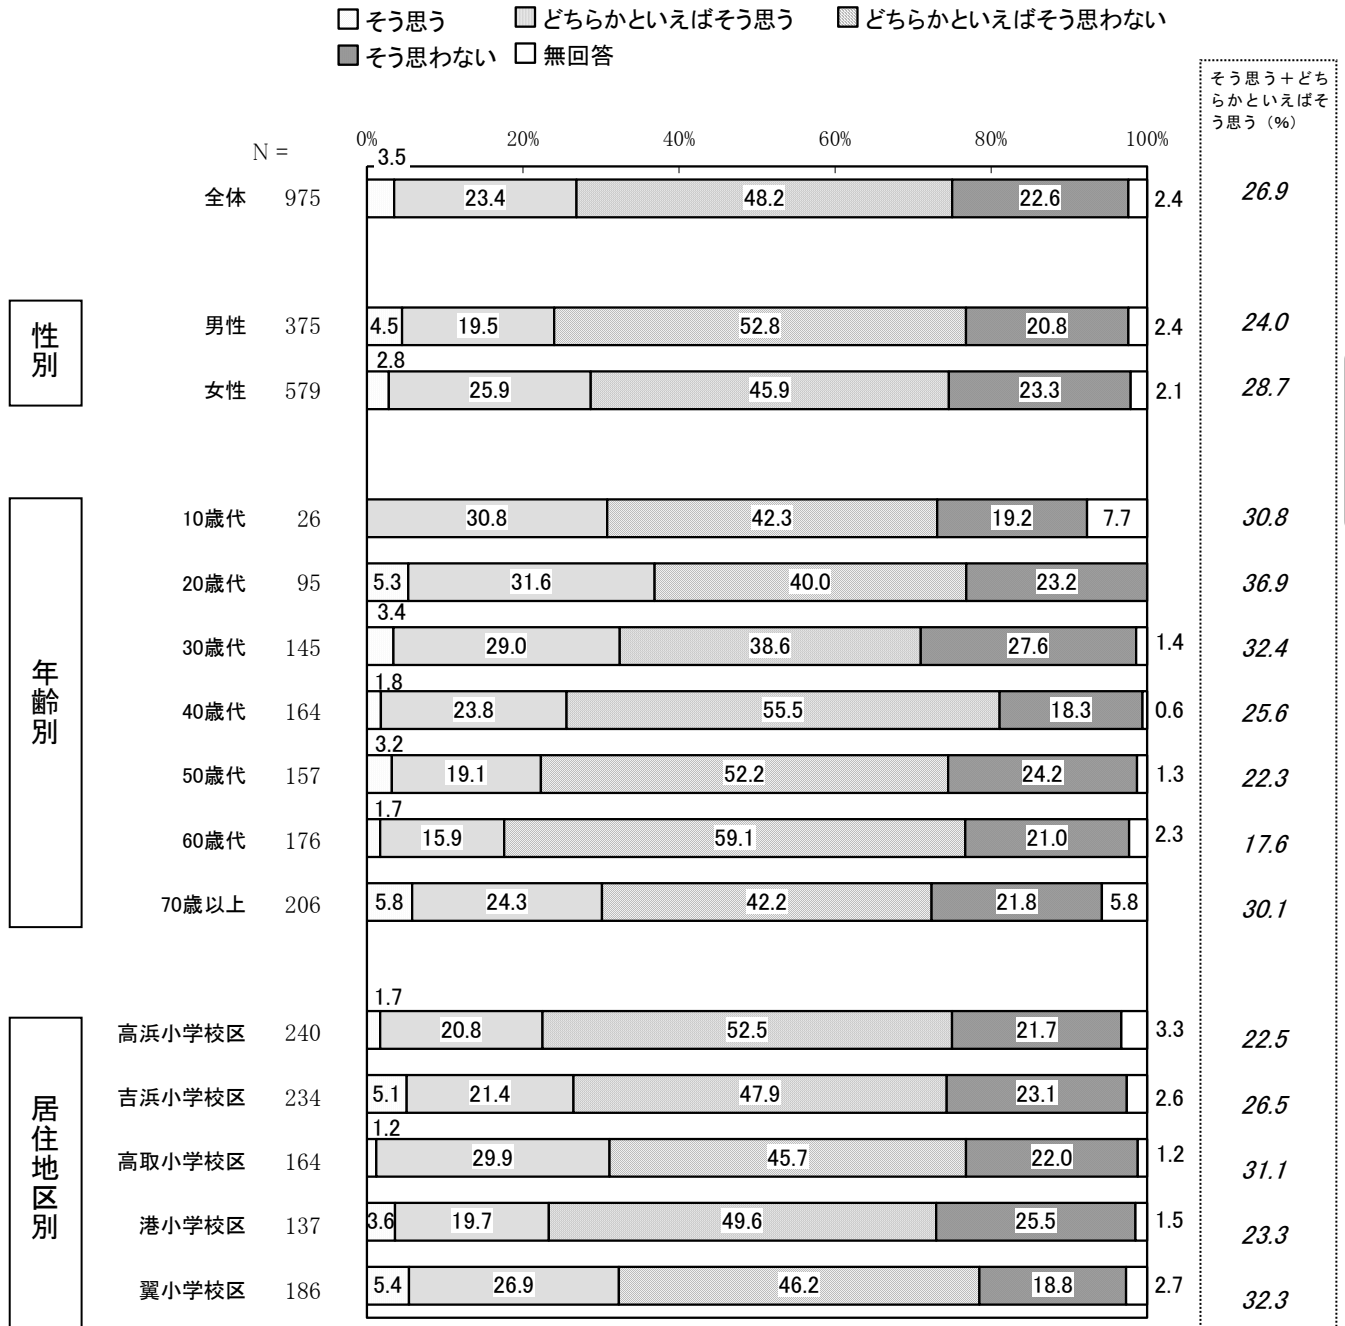 そう思う どちらかといえばそう思う どちらかといえばそう思わない
そう思わない 無回答
そう思う＋どち
らかといえばそ
う思う（%）
N = 0% 20% 40% 60% 80% 100%
3.5
全体 975 23.4 48.2 22.6 2.4 26.9
性別
男性 375 4.5 19.5 52.8 20.8 2.4 24.0
2.8
女性 579 25.9 45.9 23.3 2.1 28.7
年齢別
10歳代 26 30.8 42.3 19.2 7.7 30.8
20歳代 95 5.3 31.6 40.0 23.2 36.9
3.4
30歳代 145 29.0 38.6 27.6 1.4 32.4
1.8
40歳代 164 23.8 55.5 18.3 0.6 25.6
3.2
50歳代 157 19.1 52.2 24.2 1.3 22.3
1.7
60歳代 176 15.9 59.1 21.0 2.3 17.6
70歳以上 206 5.8 24.3 42.2 21.8 5.8 30.1
居住地区別
1.7
高浜小学校区 240 20.8 52.5 21.7 3.3 22.5
吉浜小学校区 234 5.1 21.4 47.9 23.1 2.6 26.5
1.2
高取小学校区 164 29.9 45.7 22.0 1.2 31.1
港小学校区 137 3.6 19.7 49.6 25.5 1.5 23.3
翼小学校区 186 5.4 26.9 46.2 18.8 2.7 32.3